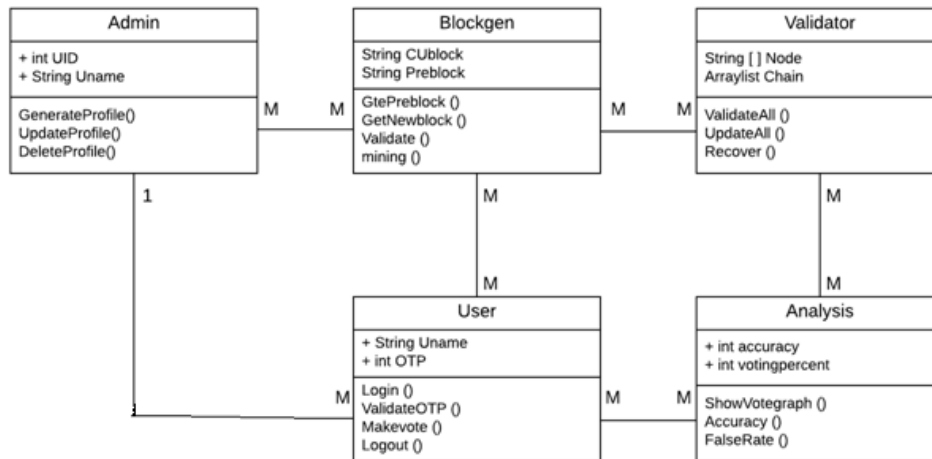 Admin
+ int UID
+ String Uname
GenerateProfile()
UpdateProfile()
DeleteProfile()
M
M
Blockgen
String CUblock
String Preblock
GtePreblock ()
GetNewblock ()
Validate ()
mining ()
M
M
Validator
String [ ] Node
Arraylist Chain
ValidateAll ()
UpdateAll ()
Recover ()
1
M
M
M
M
M
User
+ String Uname
+ int OTP
Login ()
ValidateOTP ()
Makevote ()
Logout ()
M
M
Analysis
+ int accuracy
+ int votingpercent
ShowVotegraph ()
Accuracy ()
FalseRate ()